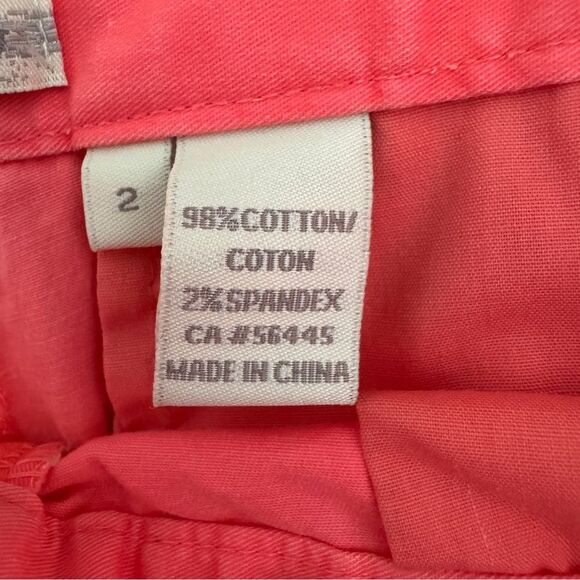 2
98%COTTON/
COTON
2%SPANDEX
CA #56445
MADE IN CHINA